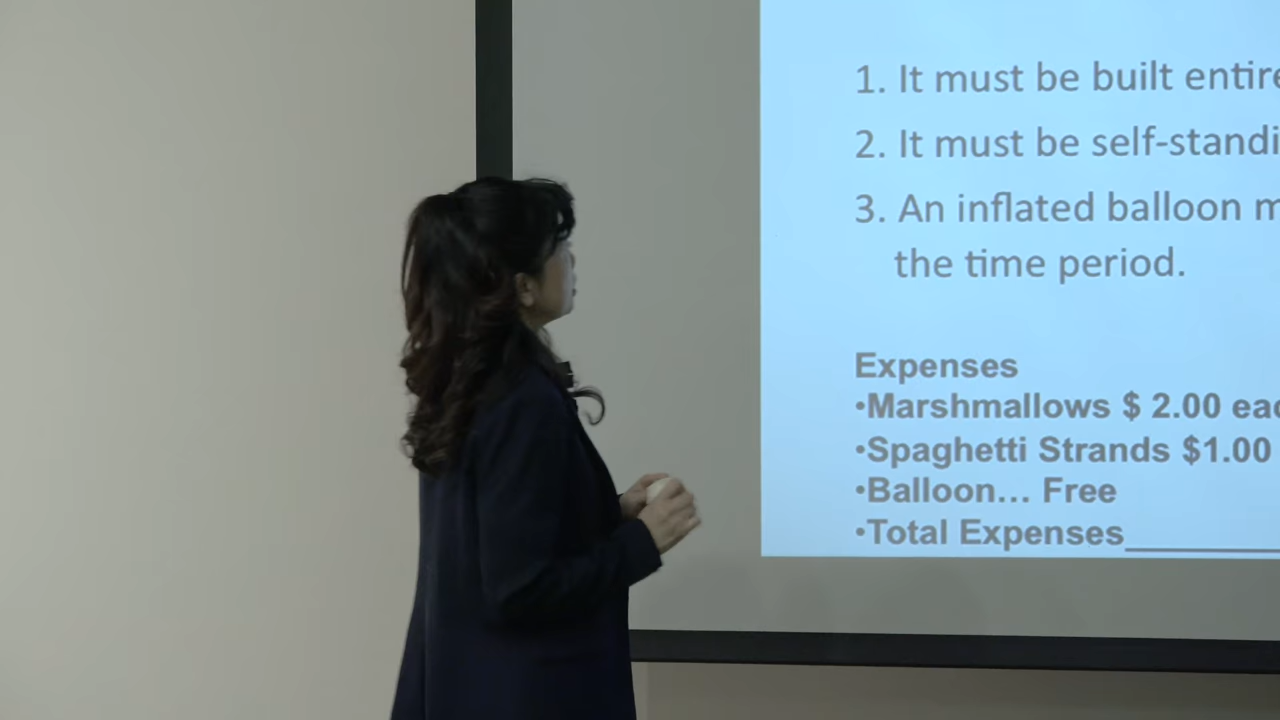 1. It must be built entire
2. It must be self-standi
3. An inflated balloon m
the time period.
Expenses
•Marshmallows $ 2.00 eac
•Spaghetti Strands $1.00
•Balloon... Free
•Total Expenses__________